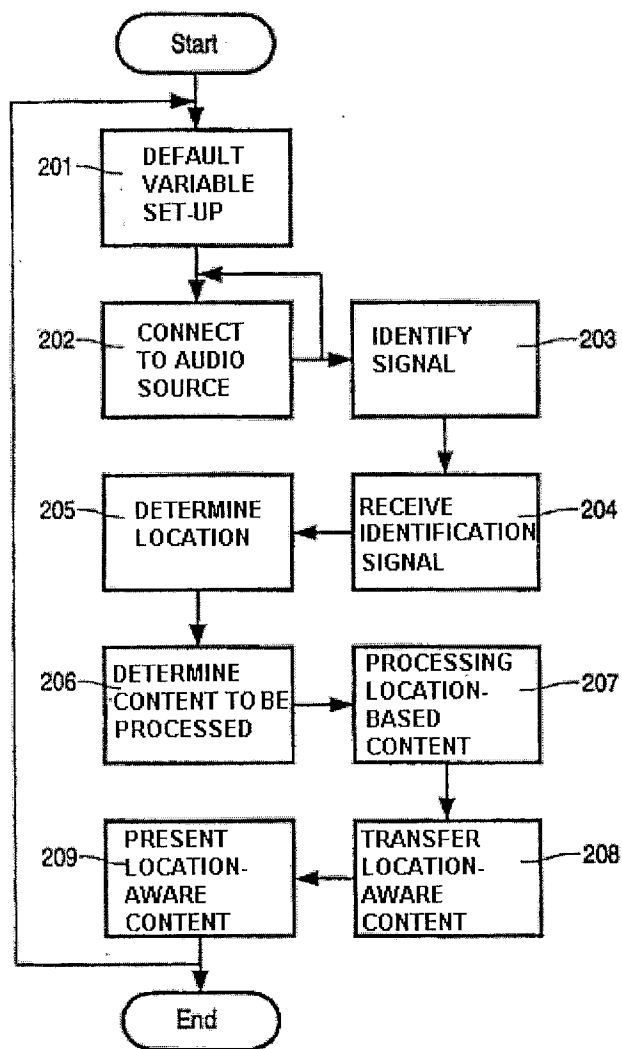 Start
201
DEFAULT
VARIABLE
SET-UP
202
CONNECT
TO AUDIO
SOURCE
IDENTIFY
SIGNAL
203
205
DETERMINE
LOCATION
RECEIVE
IDENTIFICATION
SIGNAL
204
206
DETERMINE
CONTENT TO BE
PROCESSED
PROCESSING
LOCATION-
BASED
CONTENT
207
209
PRESENT
LOCATION-
AWARE
CONTENT
TRANSFER
LOCATION-
AWARE
CONTENT
208
End